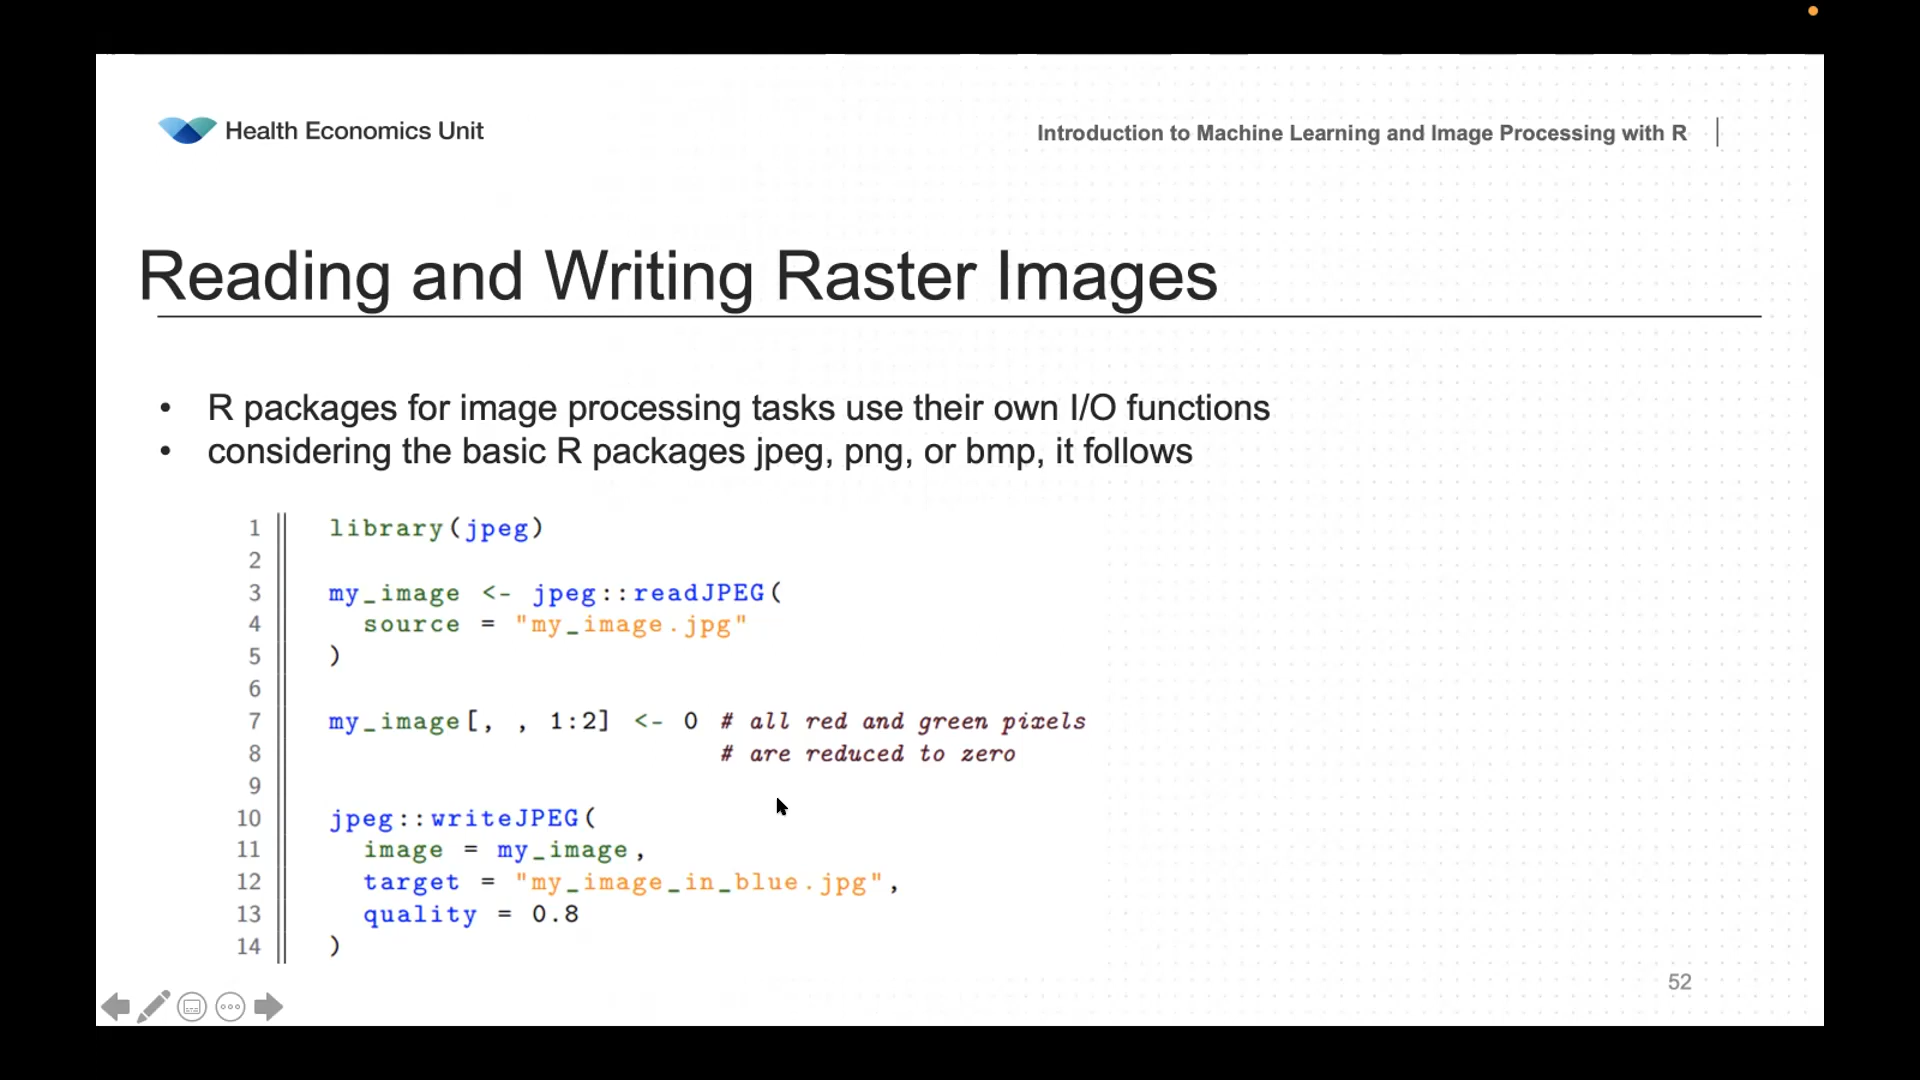 Health Economics Unit
Introduction to Machine Learning and Image Processing with R
Reading and Writing Raster Images
• R packages for image processing tasks use their own I/O functions
• considering the basic R packages jpeg, png, or bmp, it follows
1 library(jpeg)
2
3 my_image <- jpeg::readJPEG(
4 source = "my_image.jpg"
5 )
6
7 my_image[, , 1:2] <- 0 # all red and green pixels
8 # are reduced to zero
9
10 jpeg::writeJPEG(
11 image = my_image,
12 target = "my_image_in_blue.jpg",
13 quality = 0.8
14 )
52